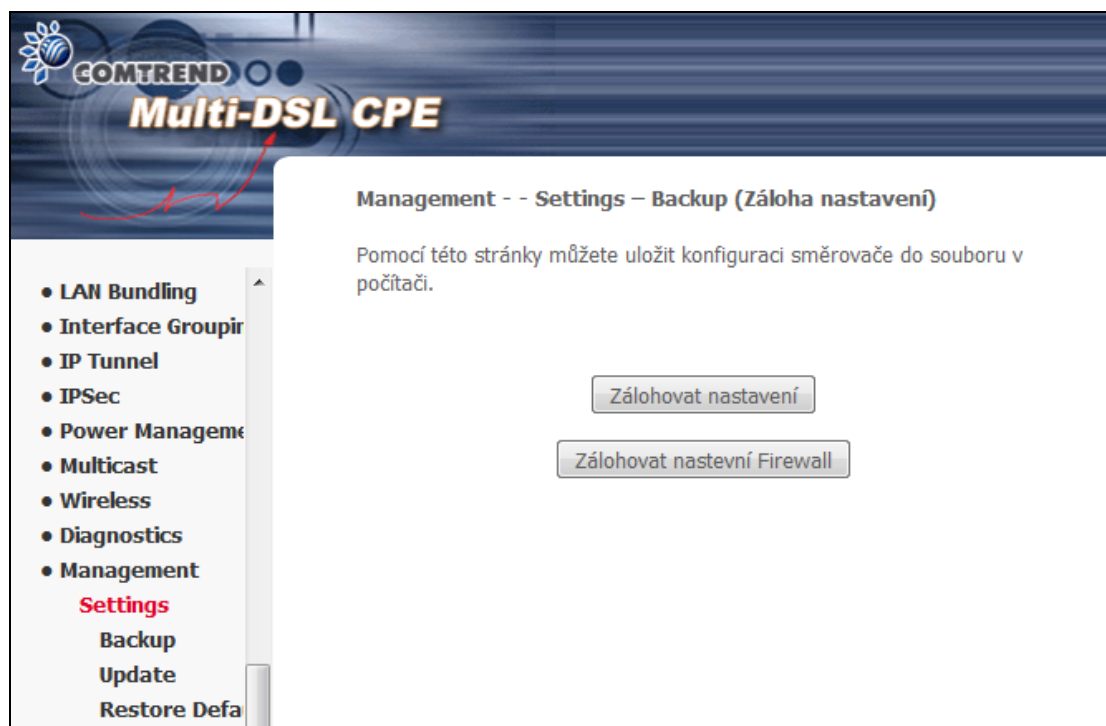 COMTREND
Multi-DSL CPE
Management - - Settings – Backup (Záloha nastavení)
Pomocí této stránky můžete uložit konfiguraci směrovače do souboru v
počítači.
Zálohovat nastavení
Zálohovat nastevní Firewall
• LAN Bundling
• Interface Groupin
• IP Tunnel
• IPSec
• Power Manageme
• Multicast
• Wireless
• Diagnostics
• Management
Settings
Backup
Update
Restore Defa